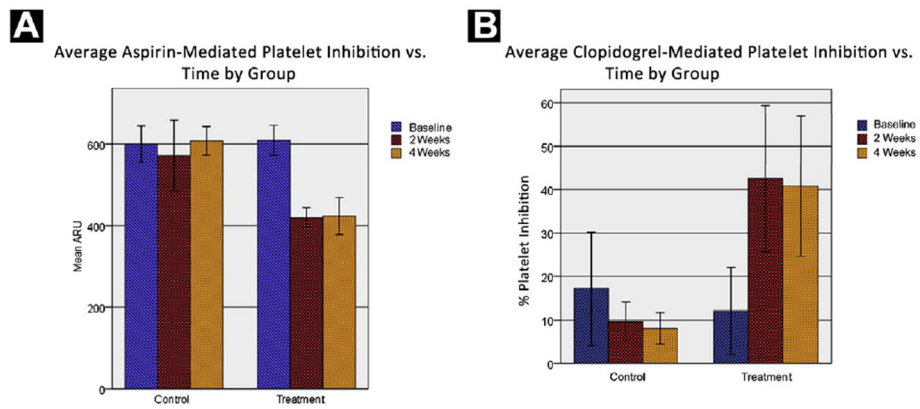 A
Average Aspirin-Mediated Platelet Inhibition vs.
Time by Group
Mean ARU
600
400
200
0
Control
Treatment
Baseline
2 Weeks
4 Weeks
B
Average Clopidogrel-Mediated Platelet Inhibition vs.
Time by Group
% Platelet Inhibition
60
50
40
30
20
10
0
Control
Treatment
Baseline
2 Weeks
4 Weeks